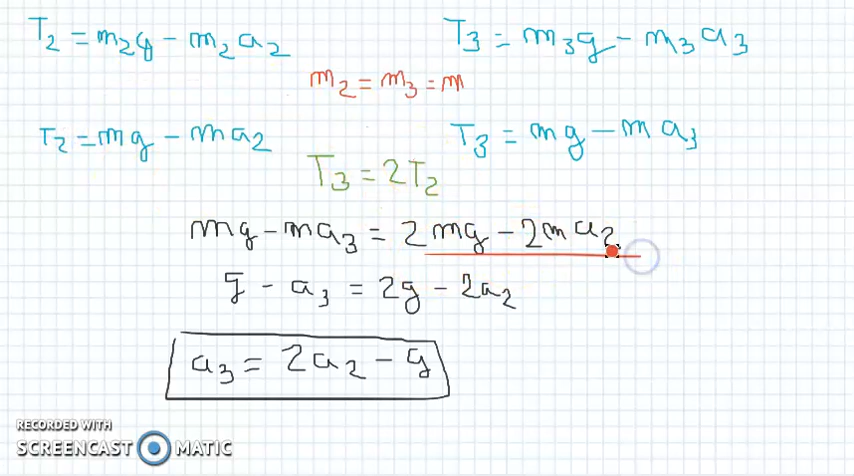 T₂ = m₂g − m₂a₂ T₃ = m₃g − m₃a₃
m₂ = m₃ = m
T₂ = mg − ma₂ T₃ = mg − ma₃
T₃ = 2T₂
mg − ma₃ = 2mg − 2ma₂
g − a₃ = 2g − 2a₂
a₃ = 2a₂ − g
RECORDED WITH
SCREENCAST MATIC